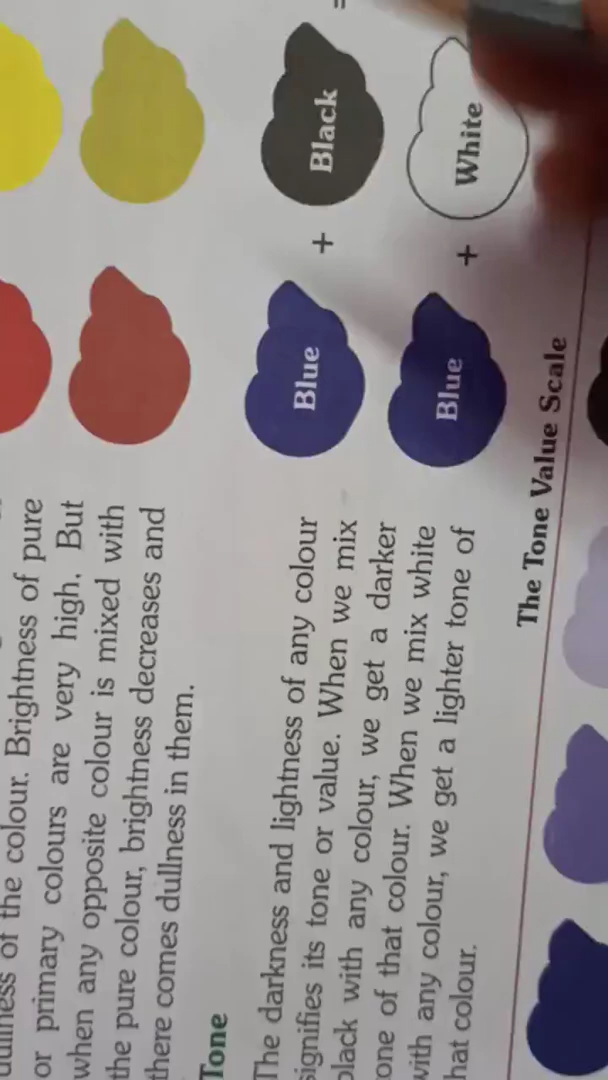 dullness of the colour. Brightness of pure
or primary colours are very high. But
when any opposite colour is mixed with
the pure colour, brightness decreases and
there comes dullness in them.
Tone
The darkness and lightness of any colour
signifies its tone or value. When we mix
black with any colour, we get a darker
tone of that colour. When we mix white
with any colour, we get a lighter tone of
that colour.
Blue + Black =
Blue + White
The Tone Value Scale